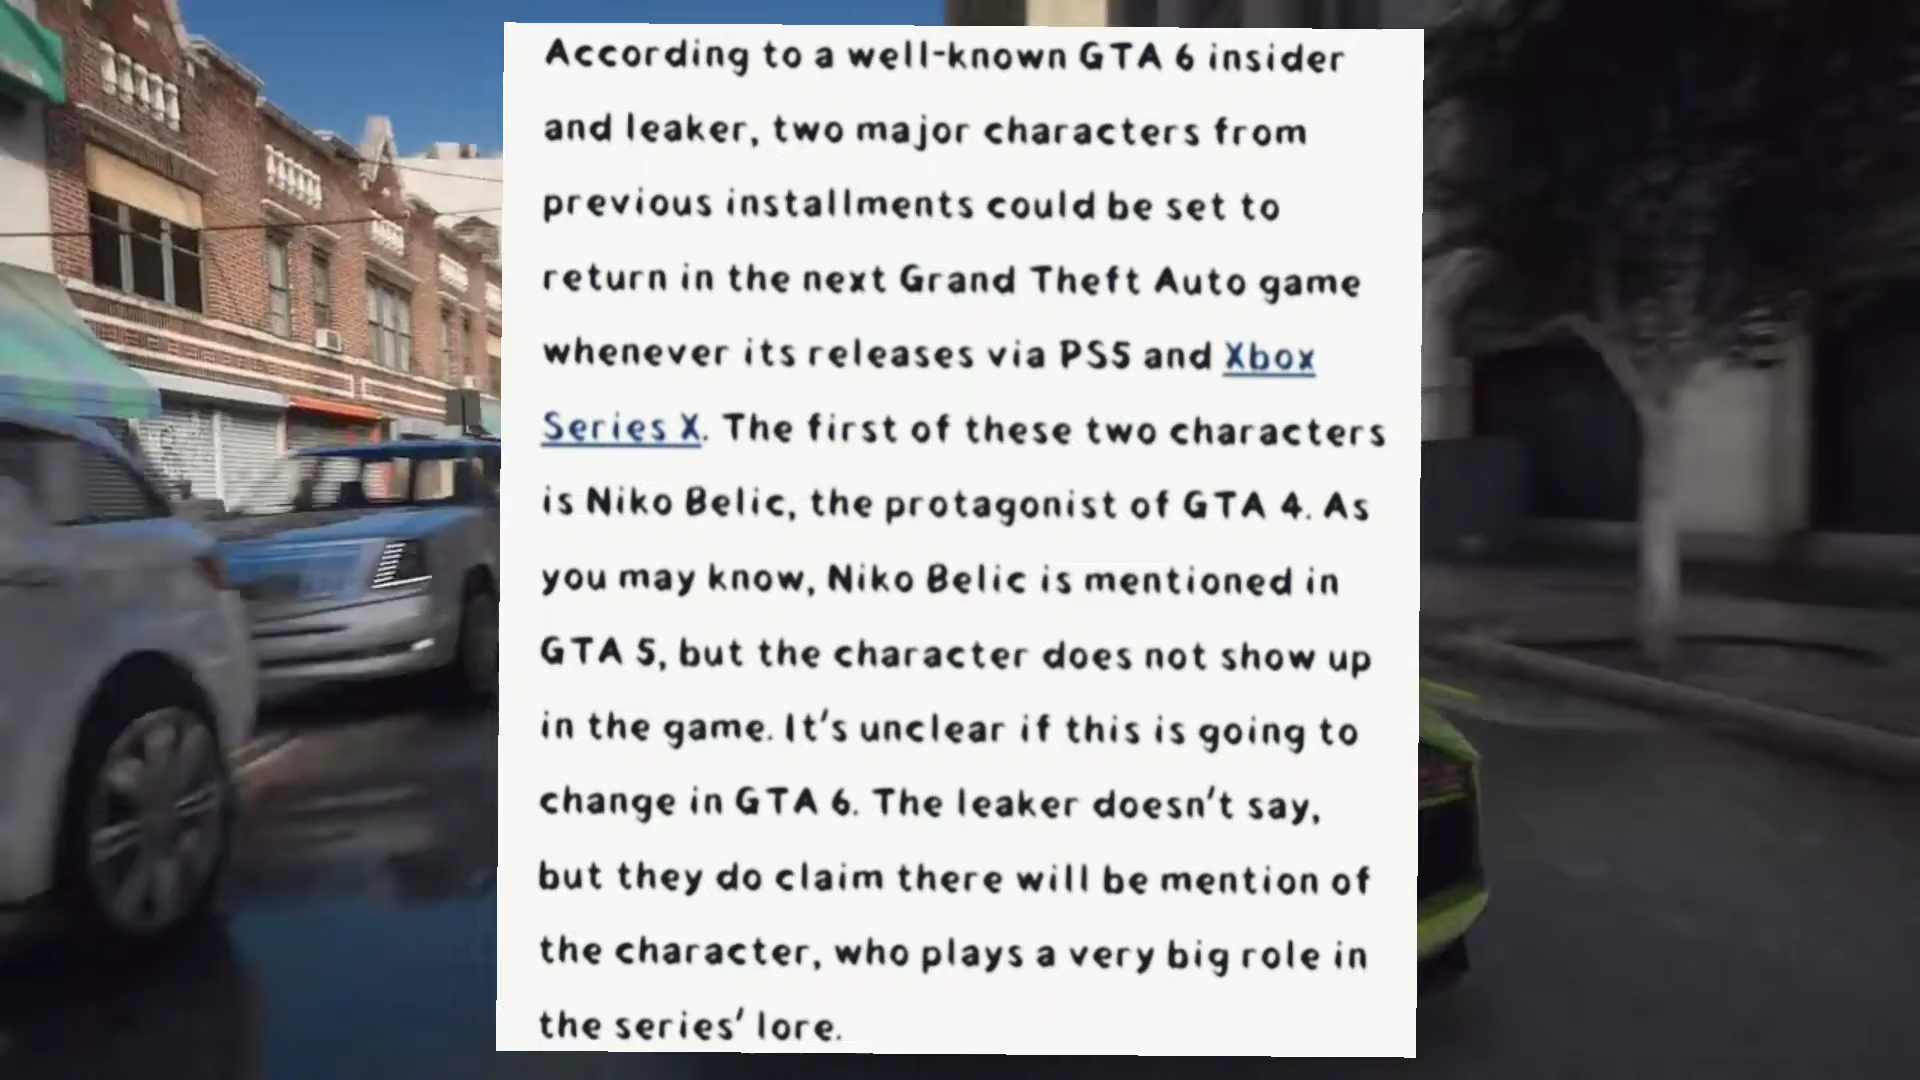 According to a well-known GTA 6 insider
and leaker, two major characters from
previous installments could be set to
return in the next Grand Theft Auto game
whenever its releases via PS5 and Xbox
Series X. The first of these two characters
is Niko Belic, the protagonist of GTA 4. As
you may know, Niko Belic is mentioned in
GTA 5, but the character does not show up
in the game. It's unclear if this is going to
change in GTA 6. The leaker doesn't say,
but they do claim there will be mention of
the character, who plays a very big role in
the series' lore.